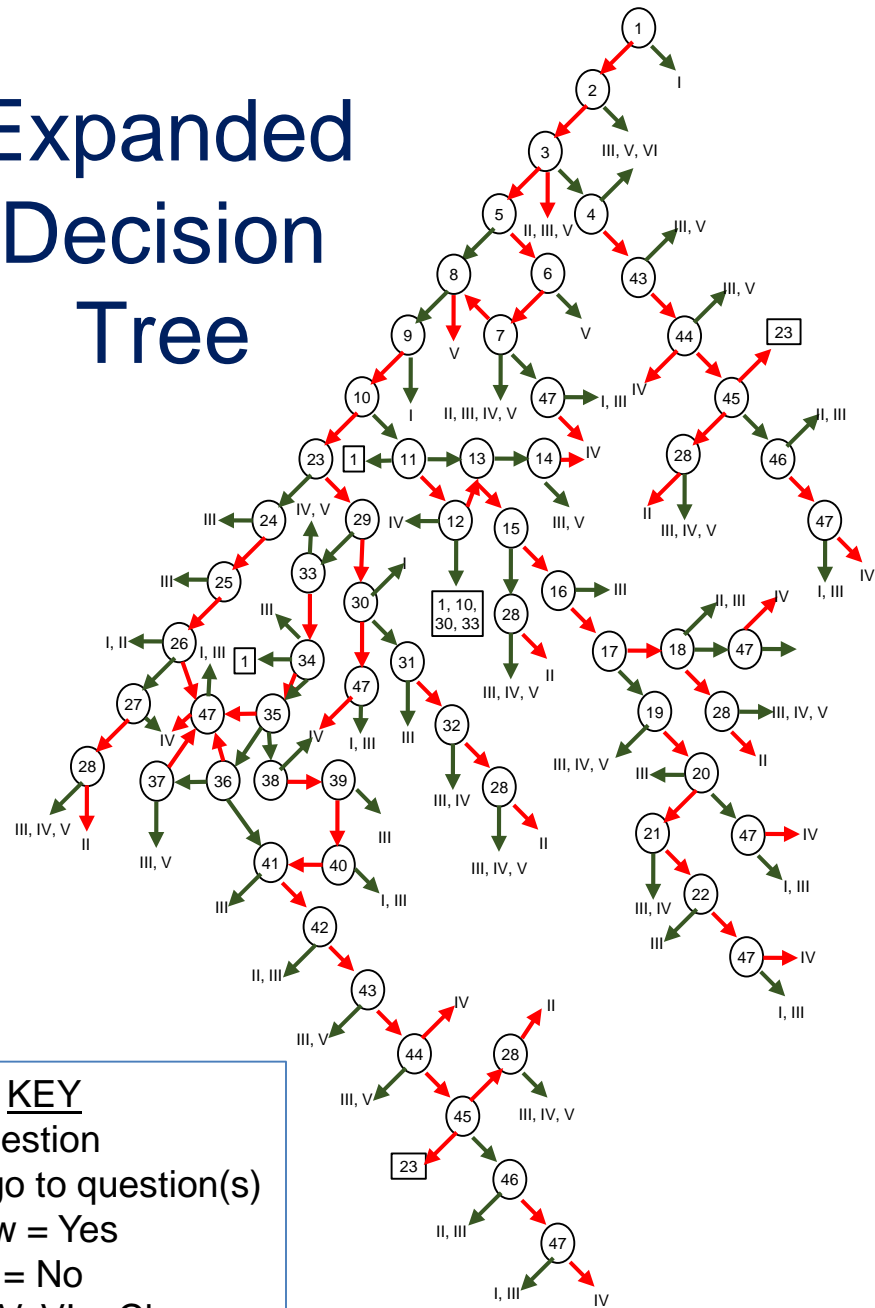 Expanded
Decision
Tree
1
I
2
III, V, VI
3
5
II, III, V
4
III, V
8
6
43
III, V
9
V
7
V
44
23
10
I
II, III, IV, V
47
I, III
IV
45
II, III
23
1
11
13
14
IV
28
46
III
24
IV, V
29
IV
12
15
III, V
II
III, IV, V
47
III
25
33
I
30
1, 10,
30, 33
28
16
III
I, III
IV
I, II
26
I, III
III
1
34
31
III, IV, V
II
17
II, III
18
IV
47
27
IV
47
35
47
IV
I, III
III
32
19
28
III, IV, V
28
37
36
38
IV
39
28
III, IV, V
II
III
20
III, IV, V
II
III, V
III
III, IV
II
21
47
IV
41
40
III, IV, V
I, III
III
I, III
III, IV
22
42
III
47
IV
II, III
43
I, III
III, V
IV
II
44
28
III, V
III, IV, V
45
23
46
II, III
47
I, III
IV
KEY
go to question(s)
= Yes
= No